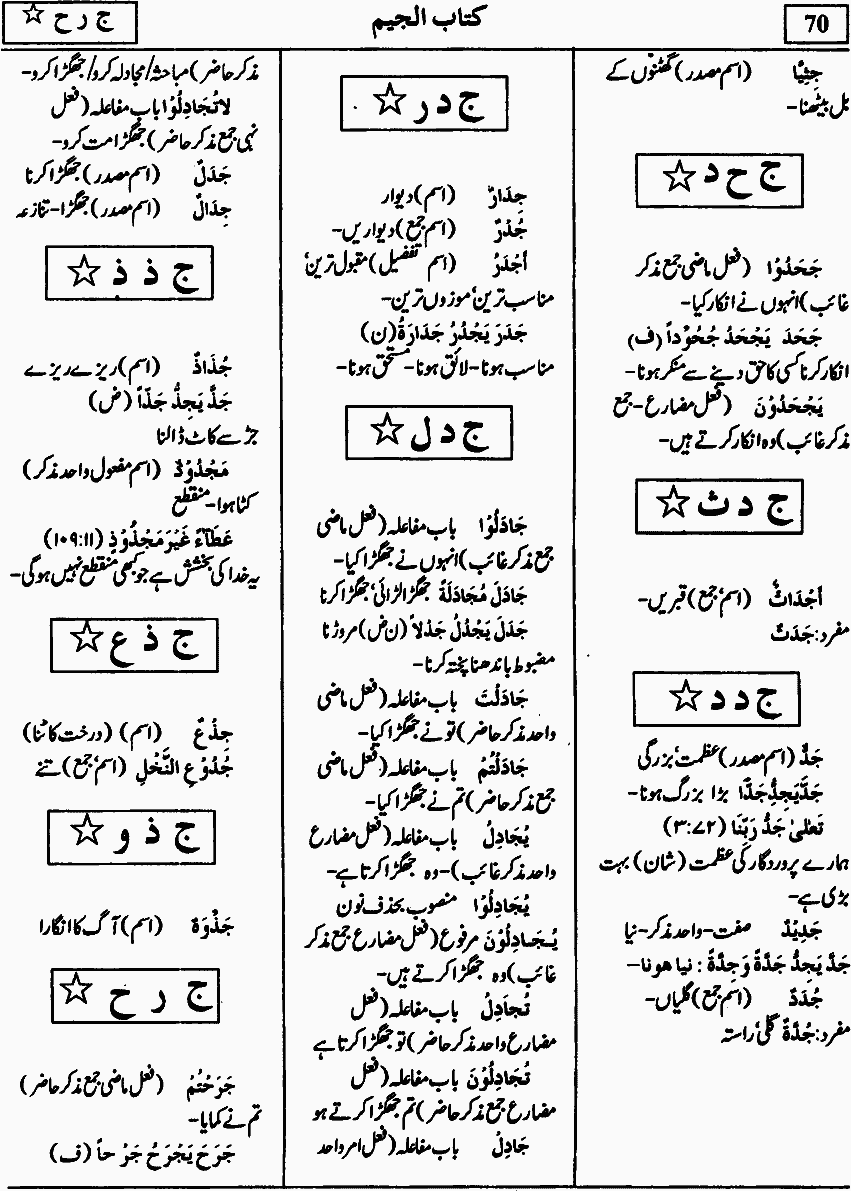 70
کتاب الجیم
ج ر ح ☆
جِثِیًّا (اسم مصدر) گھٹنوں کے
بل بیٹھنا-
ج ح د ☆
جَحَدُوْا (فعل ماضی جمع مذکر
غائب) انہوں نے انکار کیا-
جَحَدَ یَجْحَدُ جُحُوْداً (ف)
انکار کرنا کسی کا حق دینے سے منکر ہونا-
یَجْحَدُوْنَ (فعل مضارع- جمع
مذکر غائب) وہ انکار کرتے ہیں-
ج د ث ☆
اَجْدَاثٌ (اسم، جمع) قبریں-
مفرد: جَدَثٌ
ج د د ☆
جَدٌّ (اسم مصدر) عظمت، بزرگی
جَدَّ یَجِدُّ جَدًّا بڑا بزرگ ہونا-
تَعٰلیٰ جَدُّ رَبِّنَا (۳:۷۲)
ہمارے پروردگار کی عظمت (شان) بہت
بڑی ہے-
جَدِیْدٌ صفت- واحد مذکر- نیا
جَدَّ یَجِدُّ جَدَّةً وَجِدَّةً : نیا ھونا-
جُدَدٌ (اسم جمع) گلیاں-
مفرد: جُدَّةٌ گلی، راستہ
ج د ر ☆
جِدَارٌ (اسم) دیوار
جُدُرٌ (اسم جمع) دیواریں-
اَجْدَرُ (اسم تفضیل) مقبول ترین،
مناسب ترین، موزوں ترین-
جَدَرَ یَجْدُرُ جَدَارَةً (ن)
مناسب ہونا- لائق ہونا- مستحق ہونا-
ج د ل ☆
جَادَلُوْا باب مفاعلہ (فعل ماضی
جمع مذکر غائب) انہوں نے جھگڑا کیا-
جَادَلَ مُجَادَلَةً جھگڑا لڑائی، جھگڑا کرنا
جَدَلَ یَجْدُلُ جَدْلاً (ن ض) مروڑنا
مضبوط باندھنا پختہ کرنا-
جَادَلْتَ باب مفاعلہ (فعل ماضی
واحد مذکر حاضر) تو نے جھگڑا کیا-
جَادَلْتُمْ باب مفاعلہ (فعل ماضی
جمع مذکر حاضر) تم نے جھگڑا کیا-
یُجَادِلُ باب مفاعلہ (فعل مضارع
واحد مذکر غائب)- وہ جھگڑا کرتا ہے-
یُجَادِلُوْا منصوب بحذف نون
یُجَادِلُوْنَ مرفوع (فعل مضارع جمع مذکر
غائب) وہ جھگڑا کرتے ہیں-
تُجَادِلُ باب مفاعلہ (فعل
مضارع واحد مذکر حاضر) تو جھگڑا کرتا ہے
تُجَادِلُوْنَ باب مفاعلہ (فعل
مضارع جمع مذکر حاضر) تم جھگڑا کرتے ہو
جَادِلُ باب مفاعلہ (فعل امر واحد
مذکر حاضر) مباحثہ/ مجادلہ کرو/ جھگڑا کرو-
لاتُجَادِلُوْا باب مفاعلہ (فعل
نہی جمع مذکر حاضر) جھگڑا مت کرو-
جَدَلٌ (اسم مصدر) جھگڑا کرنا
جِدَالٌ (اسم مصدر) جھگڑا- تنازعہ
ج ذ ذ ☆
جُذَاذٌ (اسم) ریزے ریزے
جَذَّ یَجِذُّ جَذّاً (ض)
جڑ سے کاٹ ڈالنا
مَجْذُوْذٌ (اسم مفعول واحد مذکر)
کٹا ہوا- منقطع
عَطَآءً غَیْرَ مَجْذُوْذٍ (۱۰۹:۱۱)
یہ خدا کی بخشش ہے جو کبھی منقطع نہیں ہوگی-
ج ذ ع ☆
جِذْعٌ (اسم) (درخت کا تنا)
جُذُوْعِ النَّخْلِ (اسم، جمع) تنے
ج ذ و ☆
جَذْوَةٌ (اسم) آگ کا انگارا
ج ر ح ☆
جَرَحْتُمْ (فعل ماضی جمع مذکر حاضر)
تم نے کمایا-
جَرَحَ یَجْرَحُ جَرْحاً (ف)